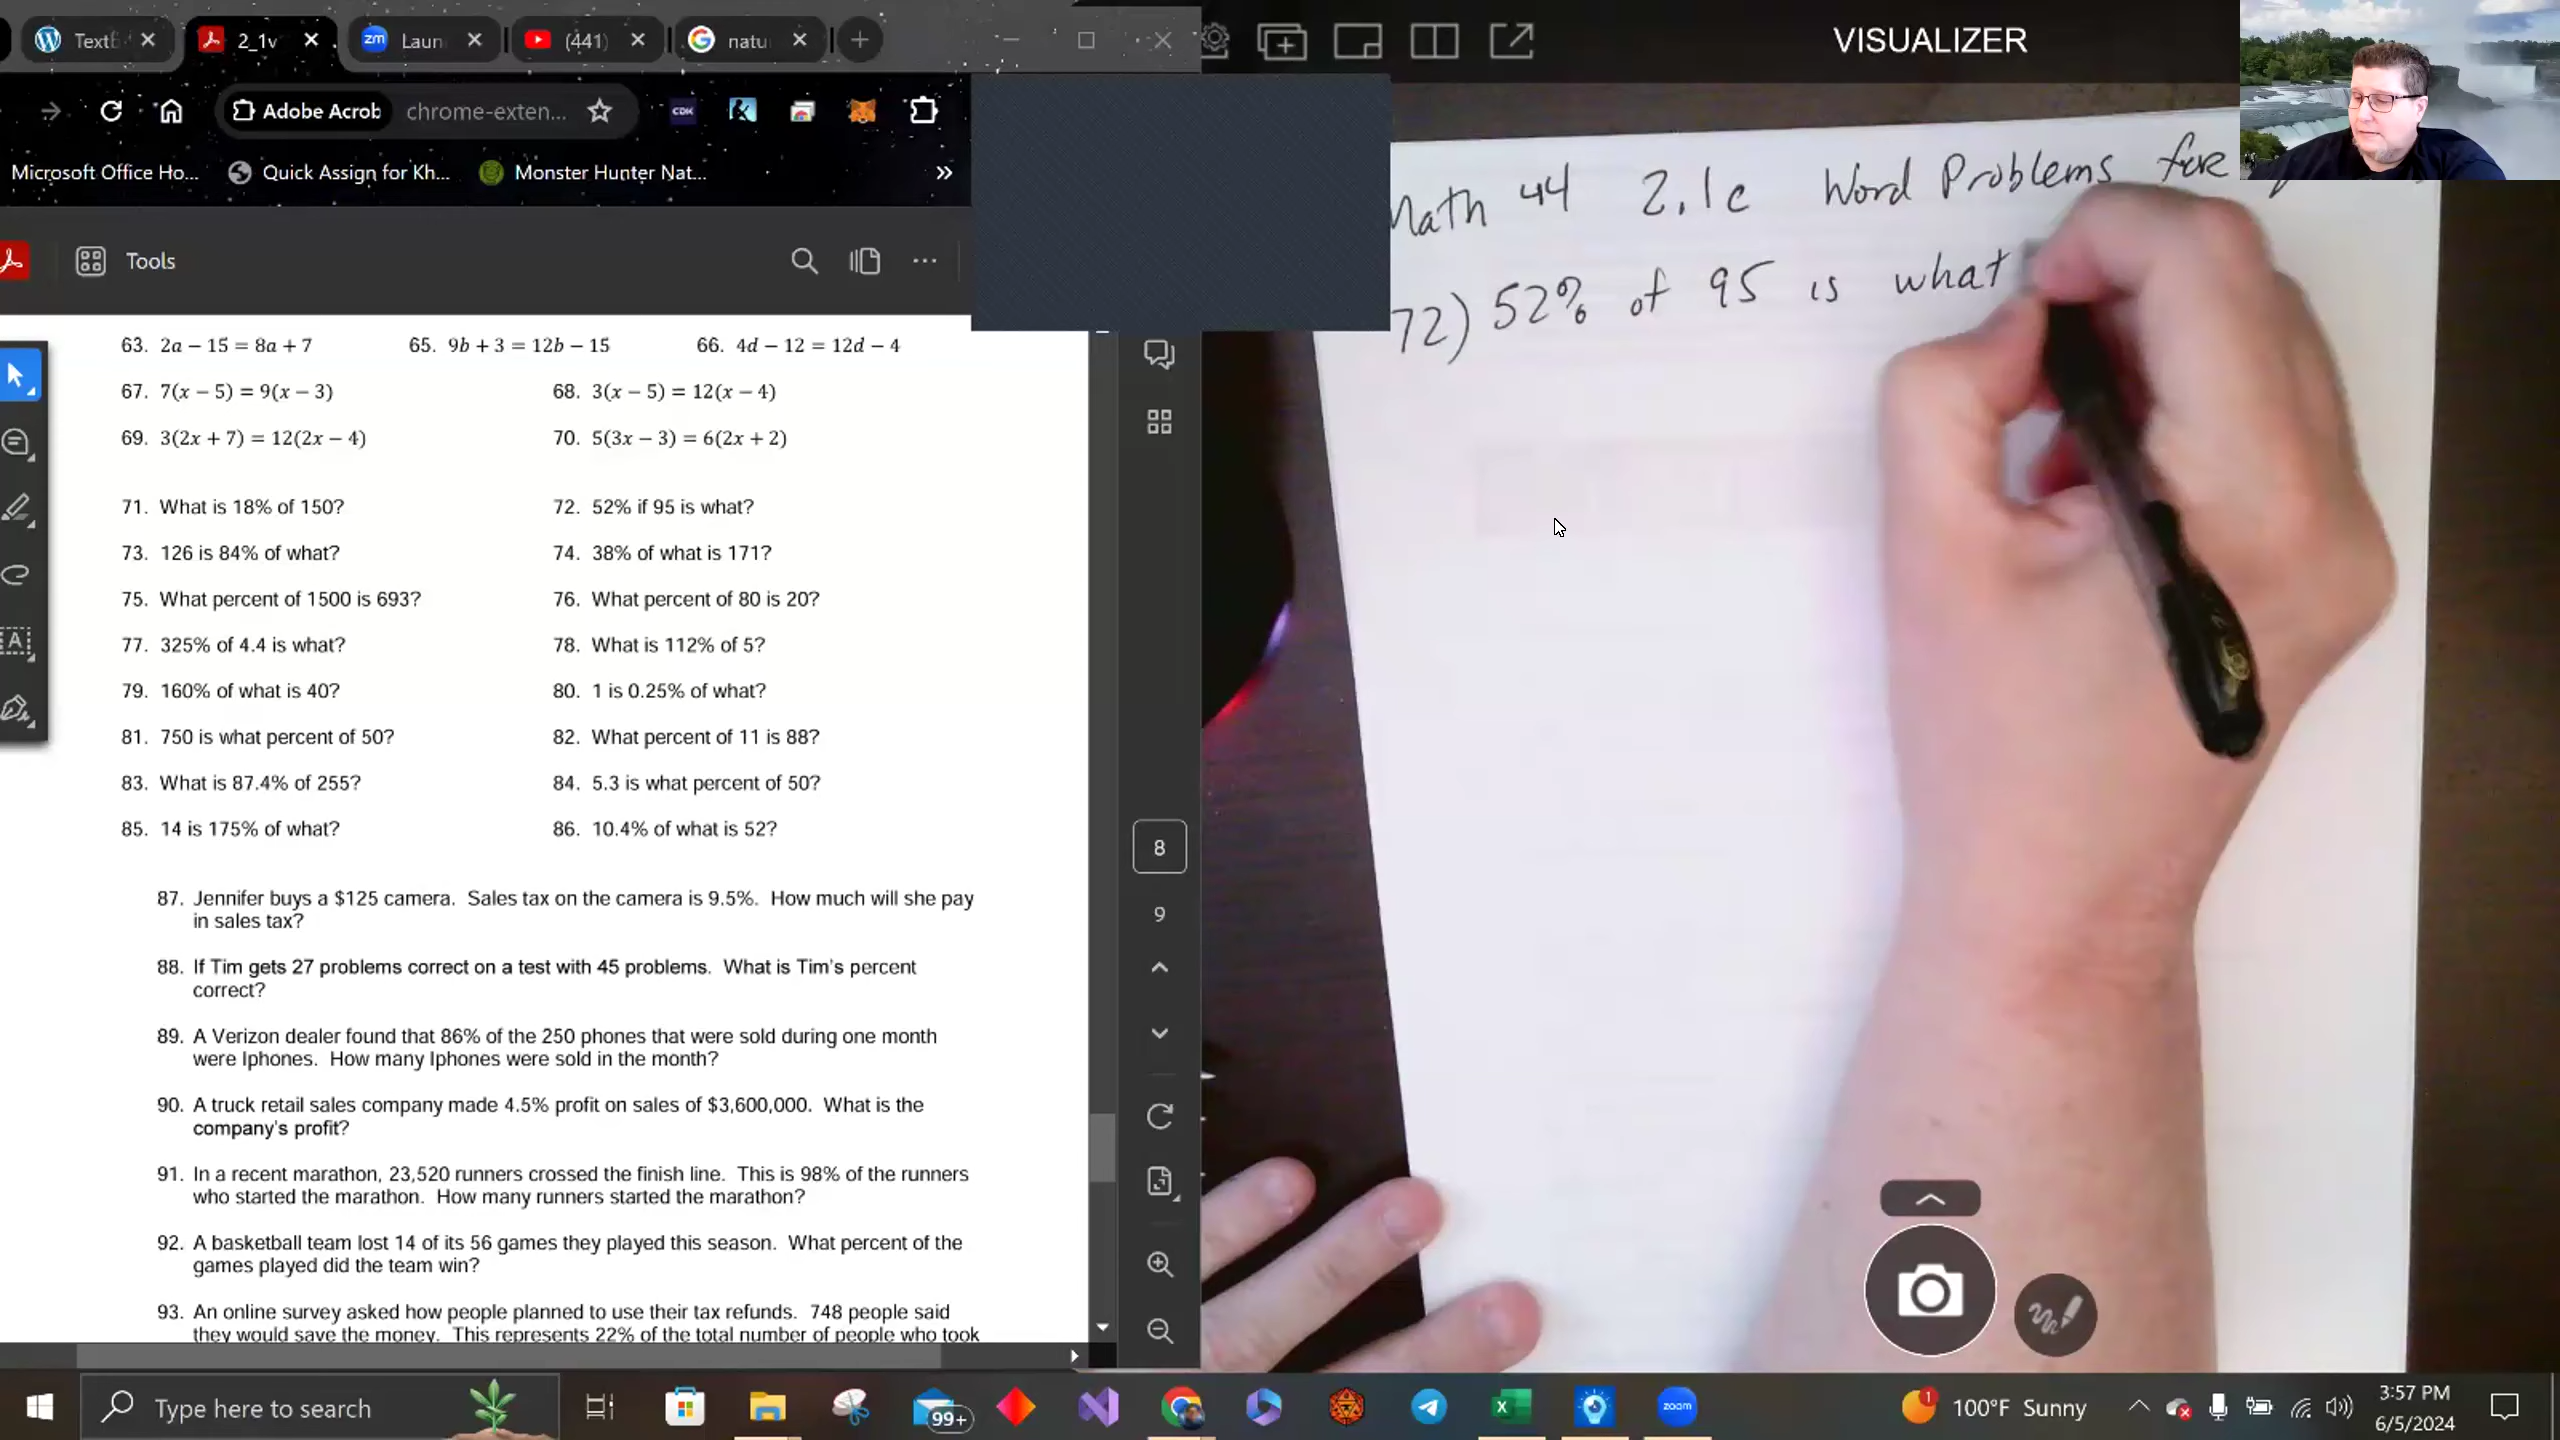 Textb
2_1v
Laun
(441)
natu
VISUALIZER
Adobe Acrob
chrome-exten...
Microsoft Office Ho...
Quick Assign for Kh...
Monster Hunter Nat...
Tools
Math 44 2.1c Word Problems for
72) 52% of 95 is what
63. 2a − 15 = 8a + 7
65. 9b + 3 = 12b − 15
66. 4d − 12 = 12d − 4
67. 7(x − 5) = 9(x − 3)
68. 3(x − 5) = 12(x − 4)
69. 3(2x + 7) = 12(2x − 4)
70. 5(3x − 3) = 6(2x + 2)
71. What is 18% of 150?
72. 52% if 95 is what?
73. 126 is 84% of what?
74. 38% of what is 171?
75. What percent of 1500 is 693?
76. What percent of 80 is 20?
77. 325% of 4.4 is what?
78. What is 112% of 5?
79. 160% of what is 40?
80. 1 is 0.25% of what?
81. 750 is what percent of 50?
82. What percent of 11 is 88?
83. What is 87.4% of 255?
84. 5.3 is what percent of 50?
85. 14 is 175% of what?
86. 10.4% of what is 52?
87. Jennifer buys a $125 camera. Sales tax on the camera is 9.5%. How much will she pay
in sales tax?
88. If Tim gets 27 problems correct on a test with 45 problems. What is Tim's percent
correct?
89. A Verizon dealer found that 86% of the 250 phones that were sold during one month
were Iphones. How many Iphones were sold in the month?
90. A truck retail sales company made 4.5% profit on sales of $3,600,000. What is the
company's profit?
91. In a recent marathon, 23,520 runners crossed the finish line. This is 98% of the runners
who started the marathon. How many runners started the marathon?
92. A basketball team lost 14 of its 56 games they played this season. What percent of the
games played did the team win?
93. An online survey asked how people planned to use their tax refunds. 748 people said
they would save the money. This represents 22% of the total number of people who took
8
9
Type here to search
99+
zoom
1
100°F Sunny
3:57 PM
6/5/2024